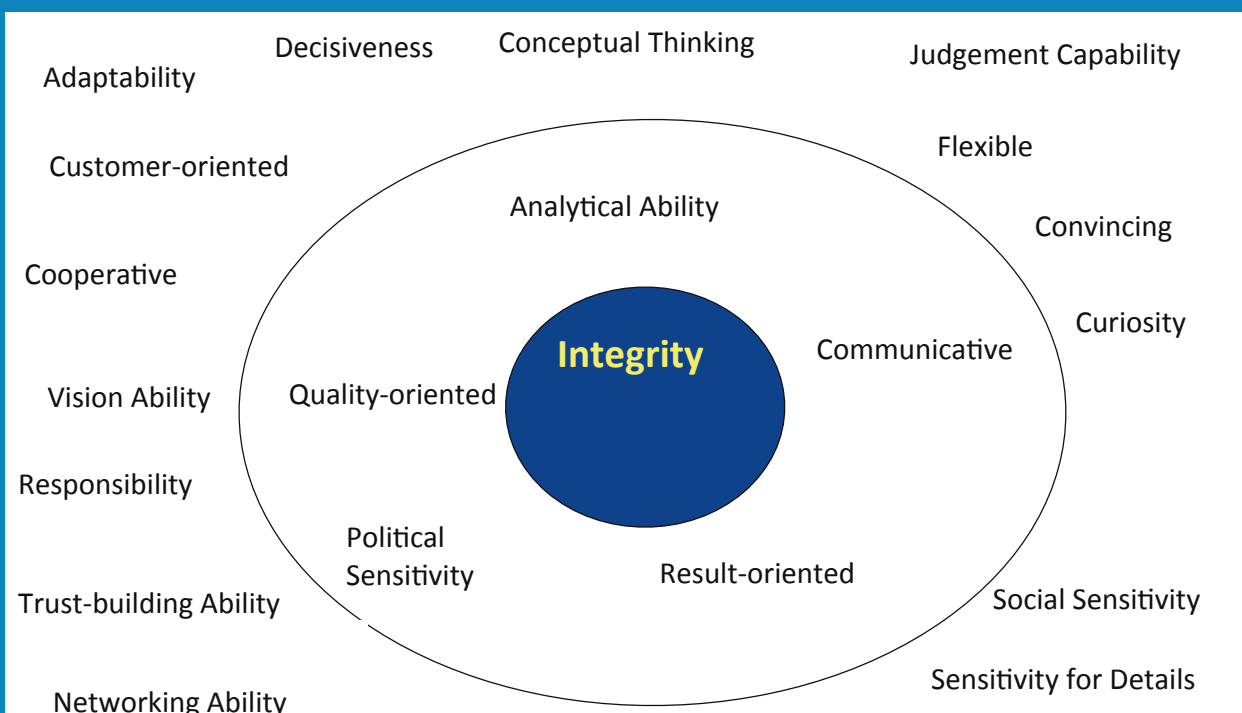 Decisiveness
Conceptual Thinking
Judgement Capability
Adaptability
Flexible
Customer-oriented
Analytical Ability
Convincing
Cooperative
Curiosity
Integrity
Communicative
Vision Ability
Quality-oriented
Responsibility
Political
Sensitivity
Result-oriented
Trust-building Ability
Social Sensitivity
Sensitivity for Details
Networking Ability